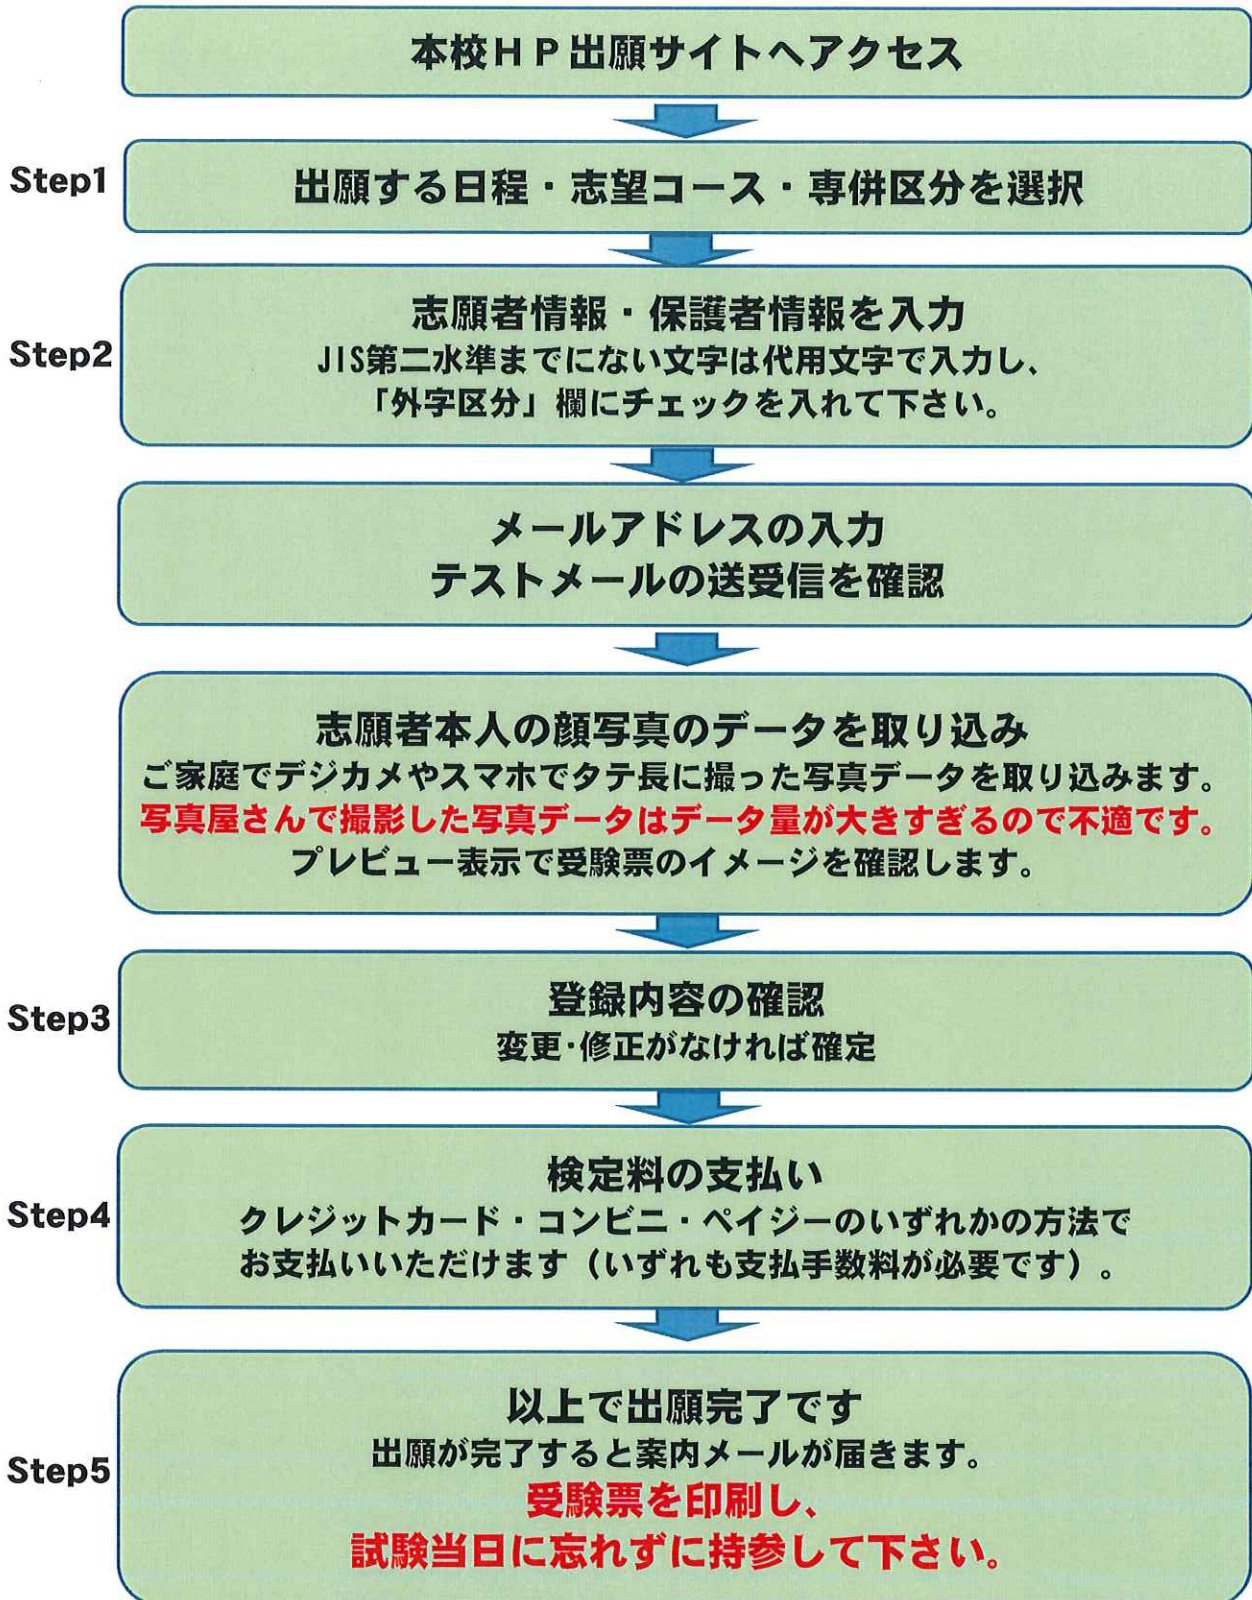 本校HP出願サイトへアクセス
Step1
出願する日程・志望コース・専併区分を選択
Step2
志願者情報・保護者情報を入力
JIS第二水準までにない文字は代用文字で入力し、
「外字区分」欄にチェックを入れて下さい。
メールアドレスの入力
テストメールの送受信を確認
志願者本人の顔写真のデータを取り込み
ご家庭でデジカメやスマホでタテ長に撮った写真データを取り込みます。
写真屋さんで撮影した写真データはデータ量が大きすぎるので不適です。
プレビュー表示で受験票のイメージを確認します。
Step3
登録内容の確認
変更・修正がなければ確定
Step4
検定料の支払い
クレジットカード・コンビニ・ペイジーのいずれかの方法で
お支払いいただけます（いずれも支払手数料が必要です）。
Step5
以上で出願完了です
出願が完了すると案内メールが届きます。
受験票を印刷し、
試験当日に忘れずに持参して下さい。